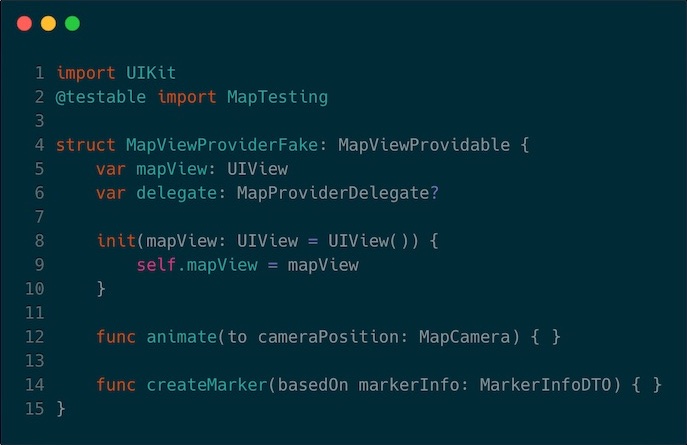 1 import UIKit
2 @testable import MapTesting
3
4 struct MapViewProviderFake: MapViewProvidable {
5     var mapView: UIView
6     var delegate: MapProviderDelegate?
7
8     init(mapView: UIView = UIView()) {
9         self.mapView = mapView
10     }
11
12     func animate(to cameraPosition: MapCamera) { }
13
14     func createMarker(basedOn markerInfo: MarkerInfoDTO) { }
15 }